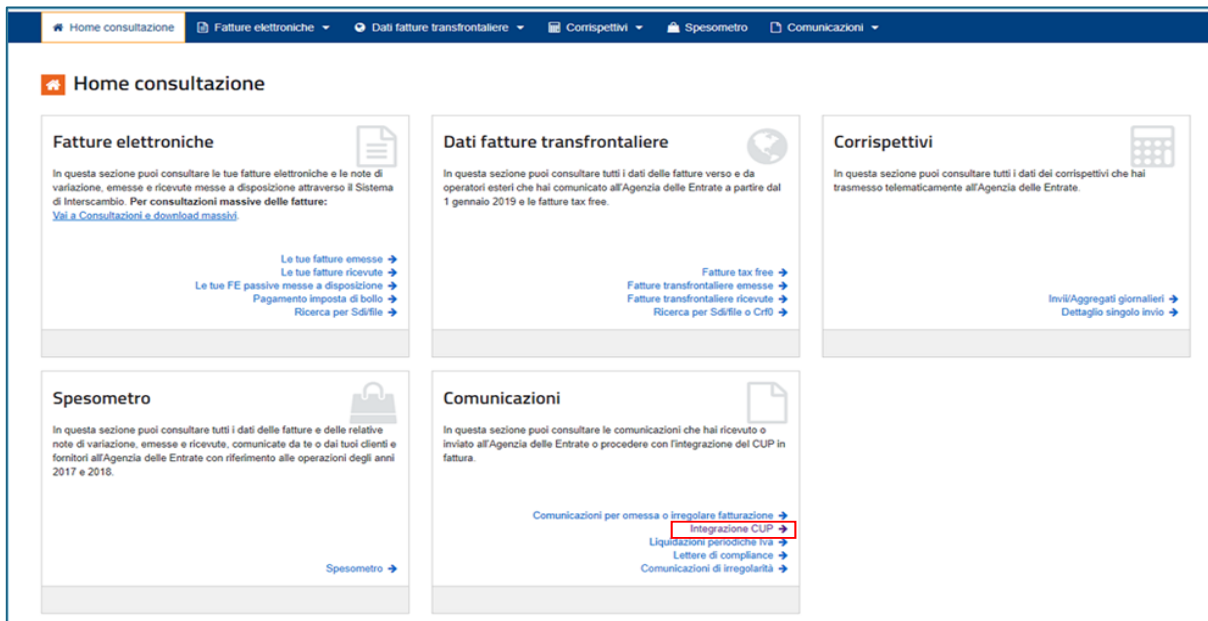 Home consultazione
Fatture elettroniche
Dati fatture transfrontaliere
Corrispettivi
Spesometro
Comunicazioni
Home consultazione
Fatture elettroniche
In questa sezione puoi consultare le tue fatture elettroniche e le note di
variazione, emesse e ricevute messe a disposizione attraverso il Sistema
di Interscambio. Per consultazioni massive delle fatture:
Vai a Consultazioni e download massivi.
Le tue fatture emesse
Le tue fatture ricevute
Le tue FE passive messe a disposizione
Pagamento imposta di bollo
Ricerca per Sdi/file
Dati fatture transfrontaliere
In questa sezione puoi consultare tutti i dati delle fatture verso e da
operatori esteri che hai comunicato all'Agenzia delle Entrate a partire dal
1 gennaio 2019 e le fatture tax free.
Fatture tax free
Fatture transfrontaliere emesse
Fatture transfrontaliere ricevute
Ricerca per Sdi/file o Crf0
Corrispettivi
In questa sezione puoi consultare tutti i dati dei corrispettivi che hai
trasmesso telematicamente all'Agenzia delle Entrate.
Invii/Aggregati giornalieri
Dettaglio singolo invio
Spesometro
In questa sezione puoi consultare tutti i dati delle fatture e delle relative
note di variazione, emesse e ricevute, comunicate da te o dai tuoi clienti e
fornitori all'Agenzia delle Entrate con riferimento alle operazioni degli anni
2017 e 2018.
Spesometro
Comunicazioni
In questa sezione puoi consultare le comunicazioni che hai ricevuto o
inviato all'Agenzia delle Entrate o procedere con l'integrazione del CUP in
fattura.
Comunicazioni per omessa o irregolare fatturazione
Integrazione CUP
Liquidazioni periodiche Iva
Lettere di compliance
Comunicazioni di irregolarità